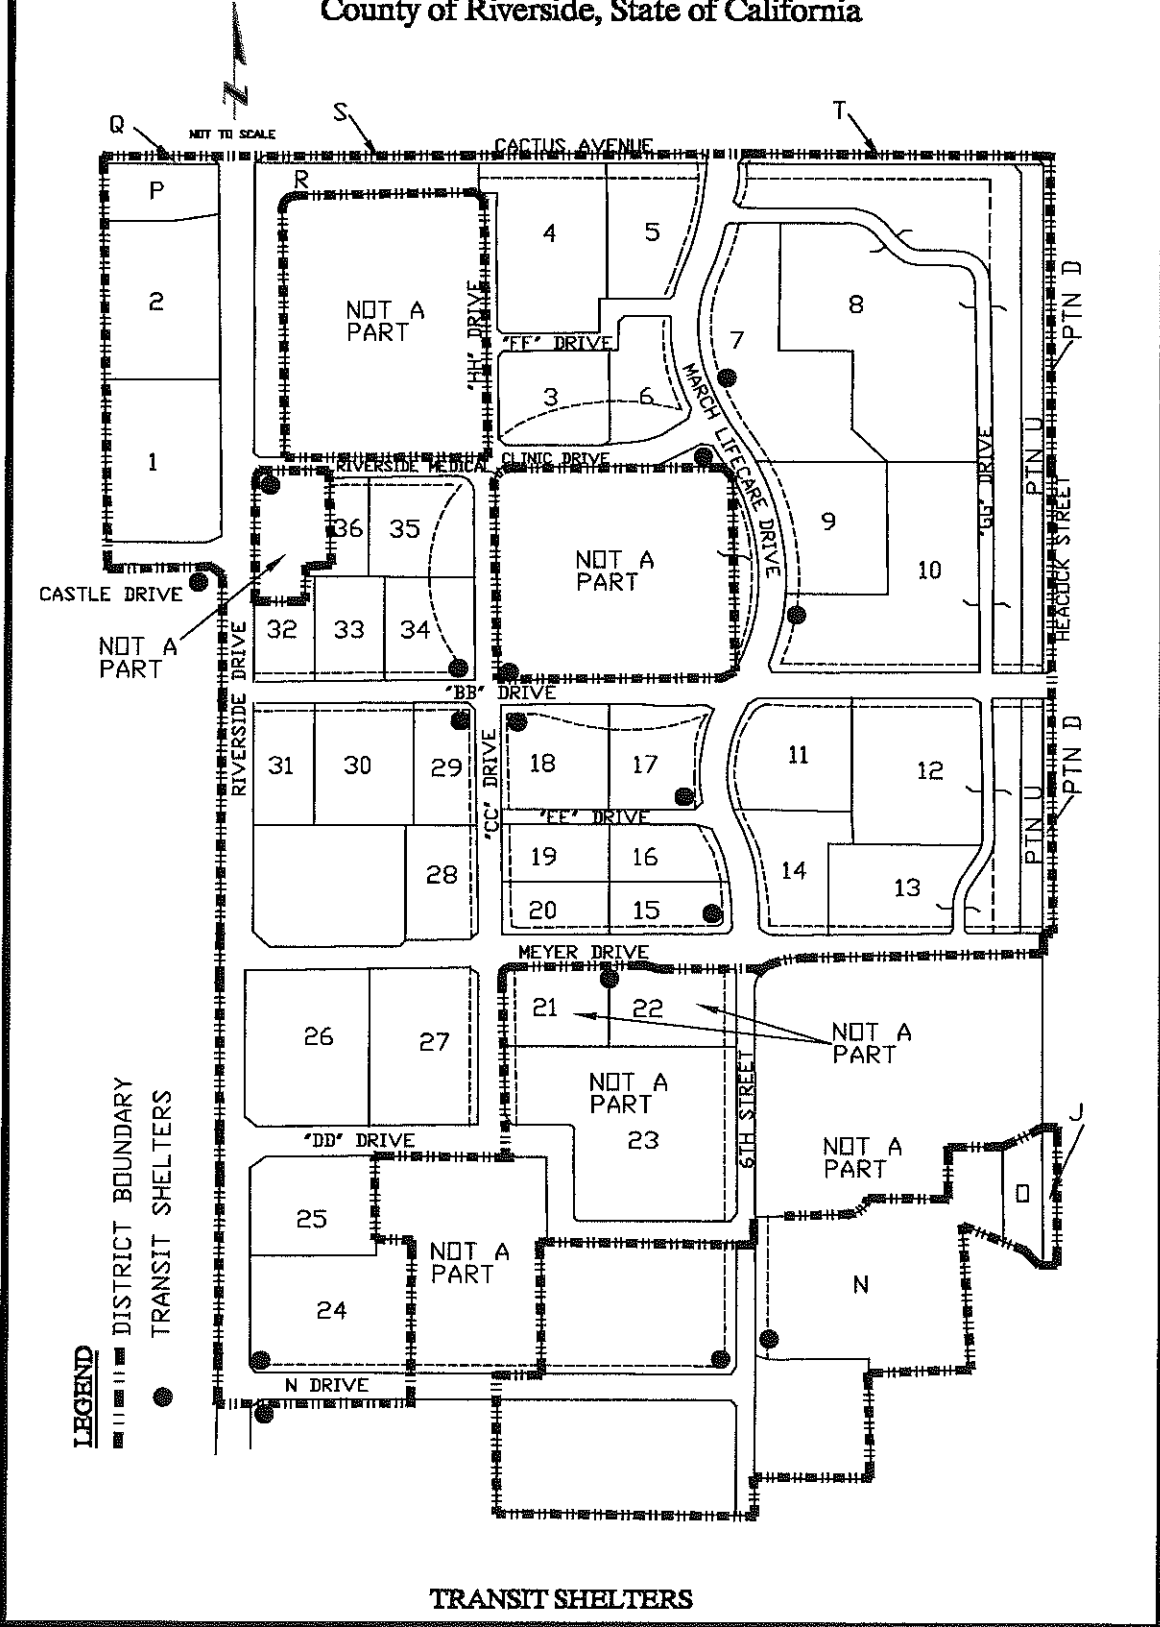 County of Riverside, State of California
Z
NOT TO SCALE
Q
S
T
CACTUS AVENUE
P
R
2
1
NOT A
PART
"HH" DRIVE
4
5
"FF" DRIVE
3
6
7
8
MARCH LIFECARE DRIVE
PTN D
PTN U
"GG" DRIVE
HEACOCK STREET
RIVERSIDE MEDICAL CLINIC DRIVE
36
35
NOT A
PART
9
10
CASTLE DRIVE
NOT A
PART
32
33
34
RIVERSIDE DRIVE
"BB" DRIVE
31
30
29
"CC" DRIVE
18
17
11
12
PTN D
PTN U
"EE" DRIVE
28
19
16
20
15
14
13
MEYER DRIVE
26
27
21
22
NOT A
PART
NOT A
PART
23
6TH STREET
"DD" DRIVE
NOT A
PART
J
O
25
NOT A
PART
24
N
N DRIVE
LEGEND
DISTRICT BOUNDARY
TRANSIT SHELTERS
TRANSIT SHELTERS